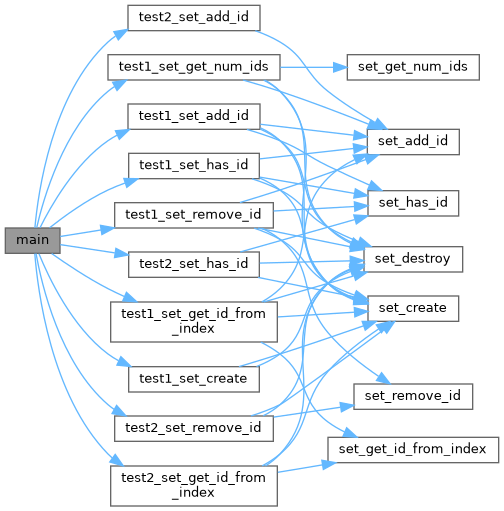 main
test2_set_add_id
test1_set_get_num_ids
test1_set_add_id
test1_set_has_id
test1_set_remove_id
test2_set_has_id
test1_set_get_id_from
_index
test1_set_create
test2_set_remove_id
test2_set_get_id_from
_index
set_get_num_ids
set_add_id
set_has_id
set_destroy
set_create
set_remove_id
set_get_id_from_index